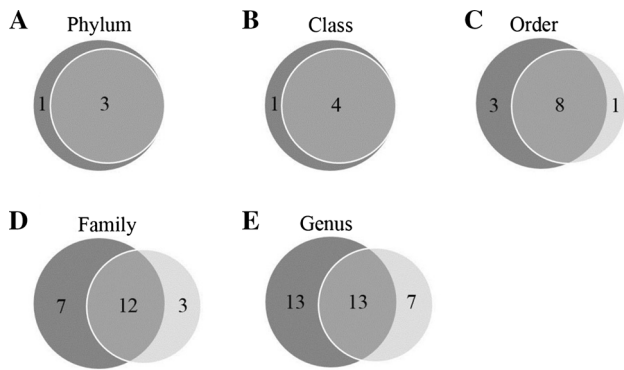 A Phylum B Class C Order
1 3 1 4 3 8 1
D Family E Genus
7 12 3 13 13 7